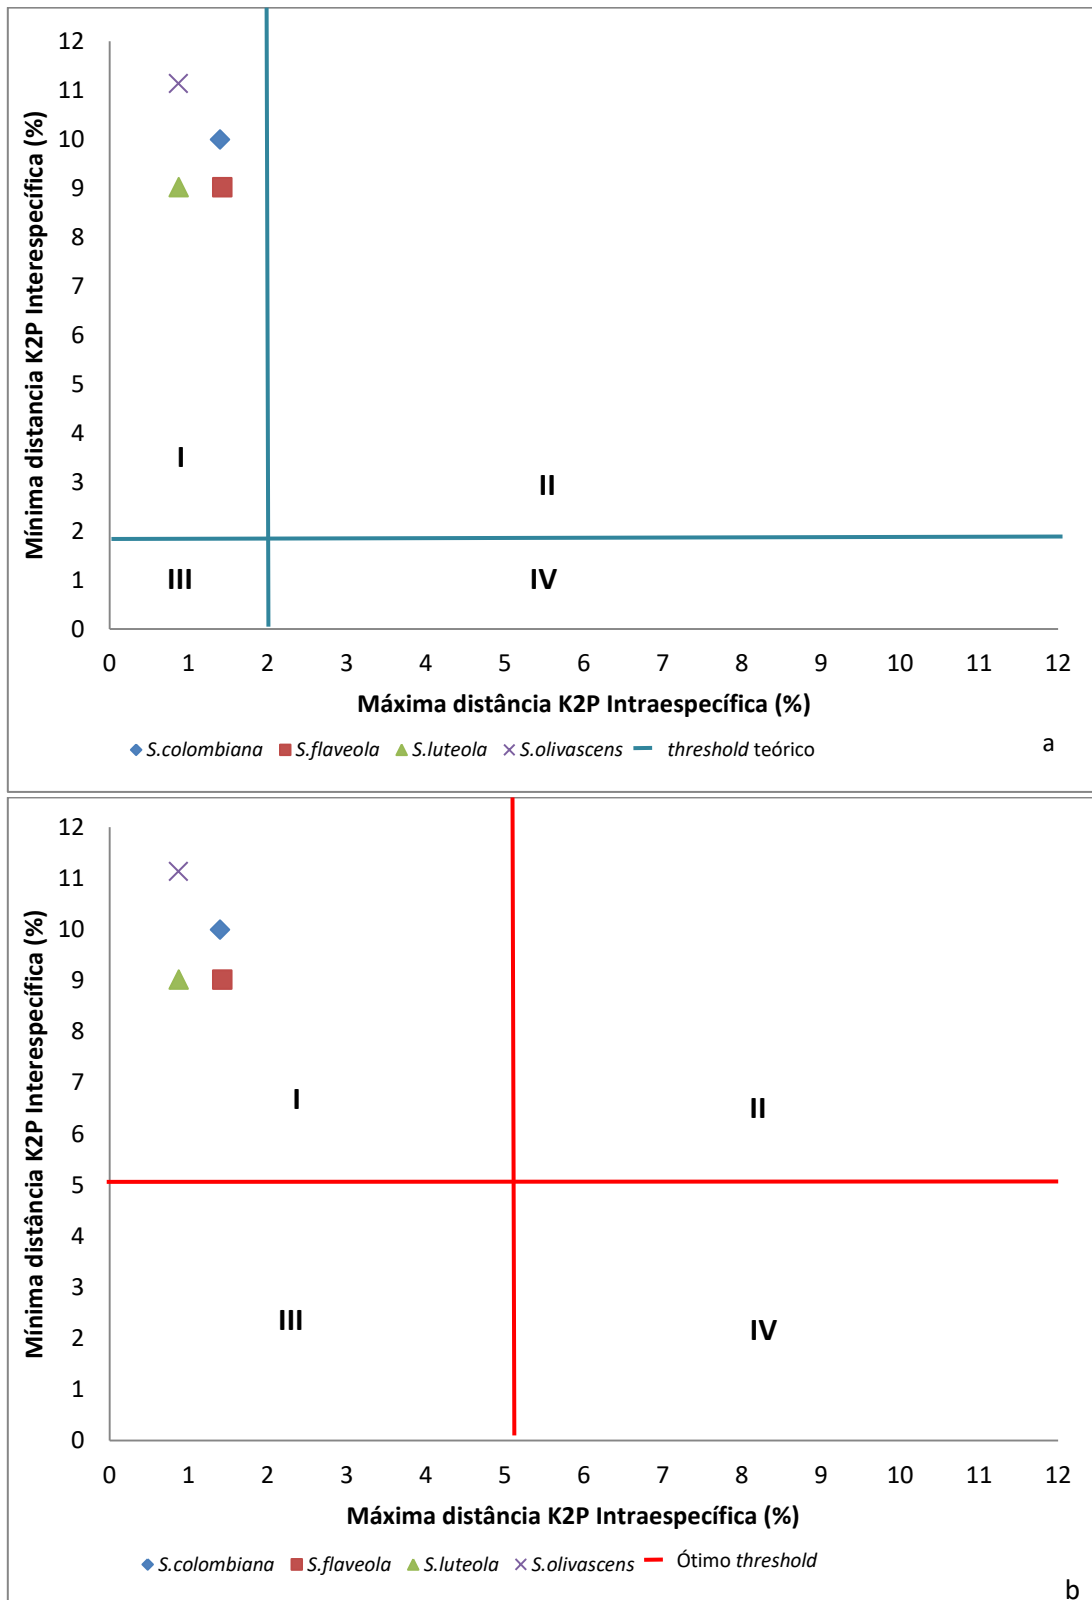 12
11
10
9
8
7
6
5
4
3
2
1
0
Mínima distancia K2P Interespecífica (%)
I
II
III
IV
0 1 2 3 4 5 6 7 8 9 10 11 12
Máxima distância K2P Intraespecífica (%)
S.colombiana S.flaveola S.luteola S.olivascens threshold teórico
a
12
11
10
9
8
7
6
5
4
3
2
1
0
Mínima distância K2P Interespecífica (%)
I
II
III
IV
0 1 2 3 4 5 6 7 8 9 10 11 12
Máxima distância K2P Intraespecífica (%)
S.colombiana S.flaveola S.luteola S.olivascens Ótimo threshold
b